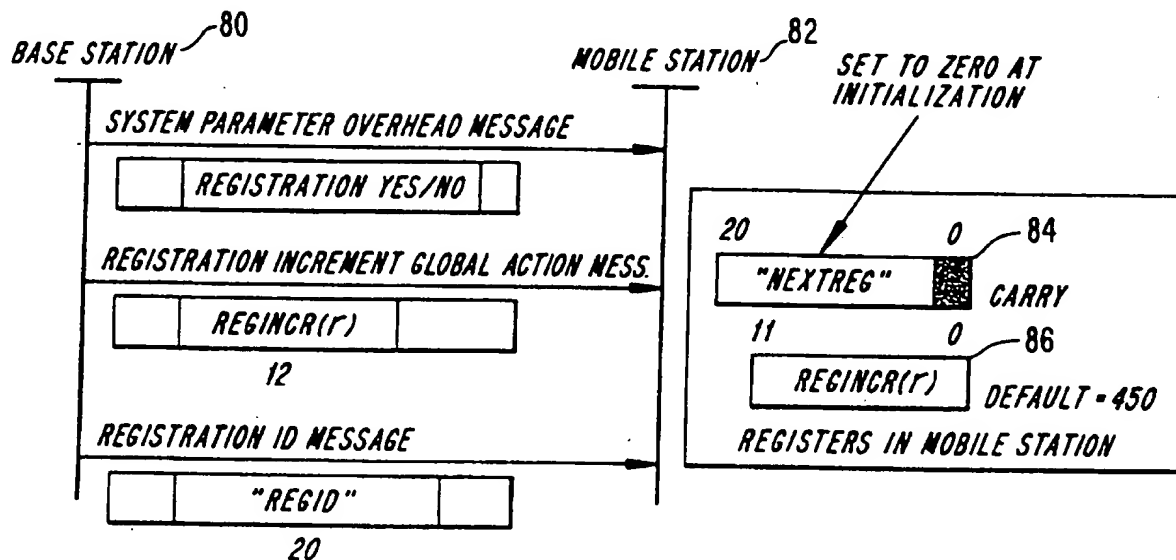 BASE STATION 80
MOBILE STATION 82
SET TO ZERO AT
INITIALIZATION
SYSTEM PARAMETER OVERHEAD MESSAGE
REGISTRATION YES/NO
REGISTRATION INCREMENT GLOBAL ACTION MESS.
REGINCR(r)
12
REGISTRATION ID MESSAGE
"REGID"
20
20 0 84
"NEXTREG" CARRY
11 0 86
REGINCR(r) DEFAULT = 450
REGISTERS IN MOBILE STATION